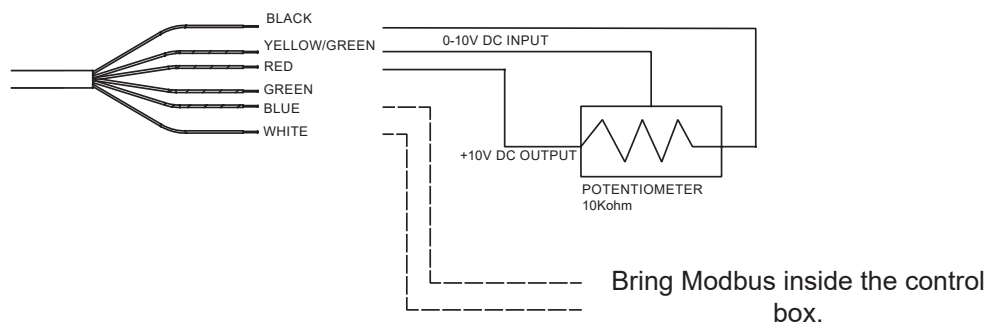 BLACK
YELLOW/GREEN
0-10V DC INPUT
RED
GREEN
BLUE
WHITE
+10V DC OUTPUT
POTENTIOMETER
10Kohm
Bring Modbus inside the control
box.